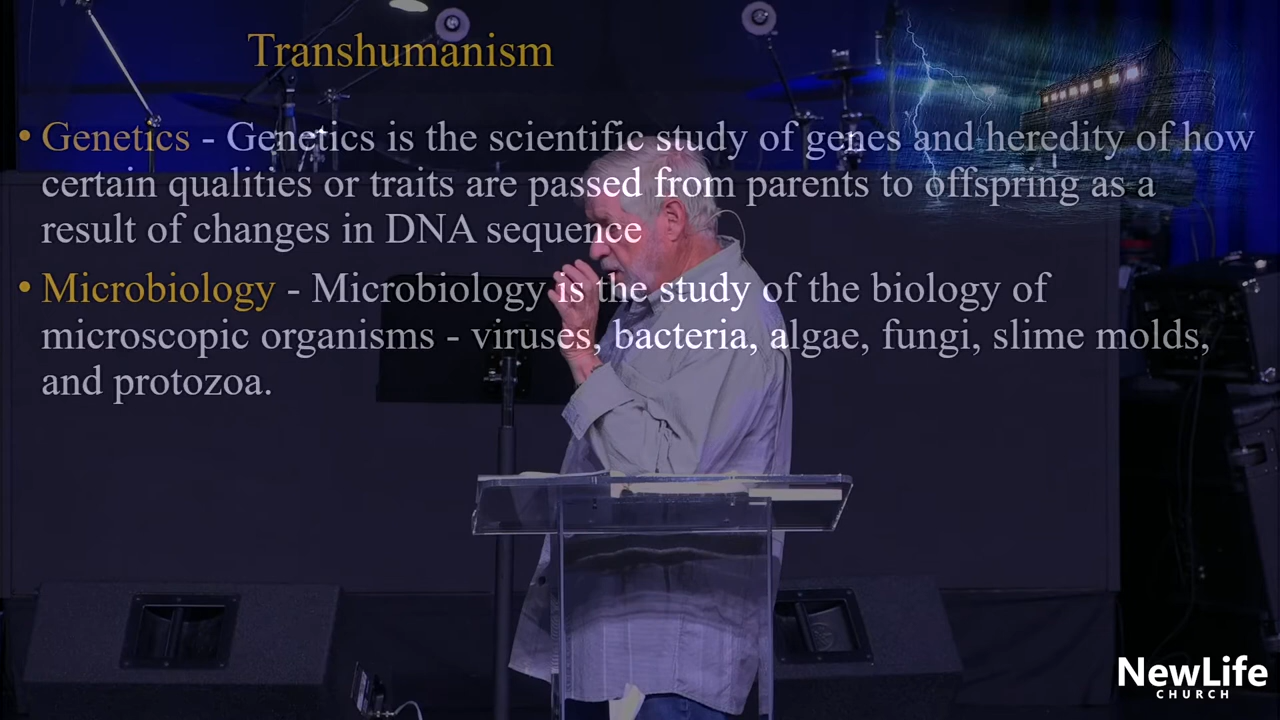 Transhumanism
• Genetics - Genetics is the scientific study of genes and heredity of how
certain qualities or traits are passed from parents to offspring as a
result of changes in DNA sequence
• Microbiology - Microbiology is the study of the biology of
microscopic organisms - viruses, bacteria, algae, fungi, slime molds,
and protozoa.
NewLife
CHURCH